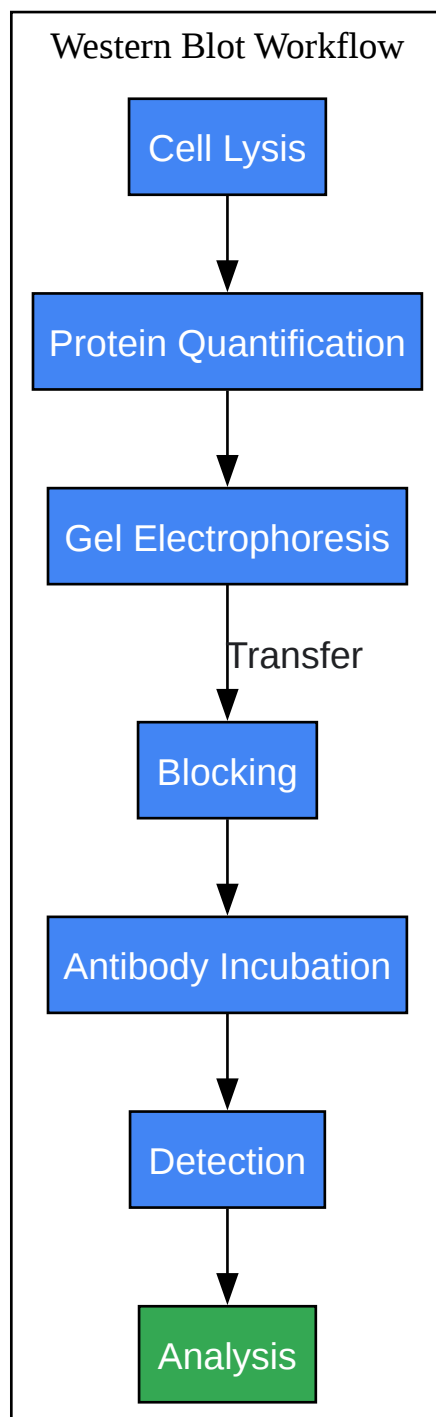 Western Blot Workflow
Cell Lysis
Protein Quantification
Gel Electrophoresis
Transfer
Blocking
Antibody Incubation
Detection
Analysis